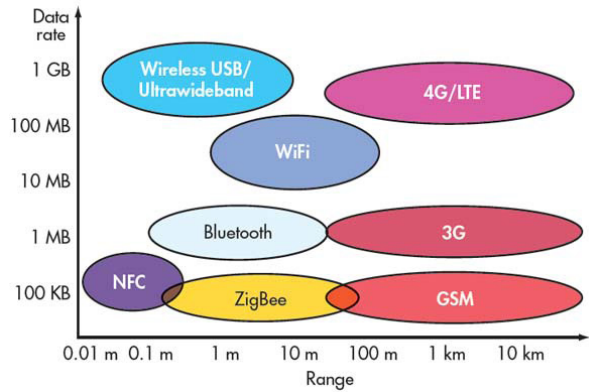 Data
rate
1 GB
100 MB
10 MB
1 MB
100 KB
Wireless USB/
Ultrawideband
4G/LTE
WiFi
Bluetooth
3G
NFC
ZigBee
GSM
0.01 m 0.1 m 1 m 10 m 100 m 1 km 10 km
Range